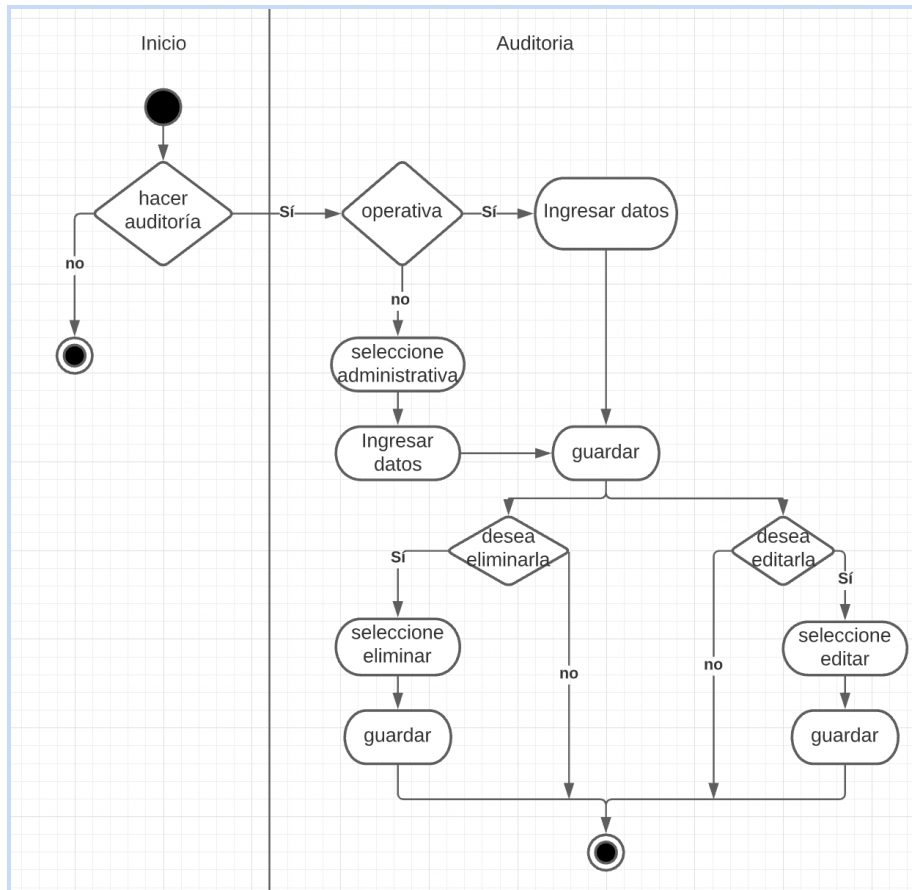 Inicio
Auditoria
hacer
auditoría
Sí
operativa
Sí
Ingresar datos
no
no
seleccione
administrativa
Ingresar
datos
guardar
desea
eliminarla
desea
editarla
Sí
Sí
seleccione
eliminar
no
no
seleccione
editar
guardar
guardar